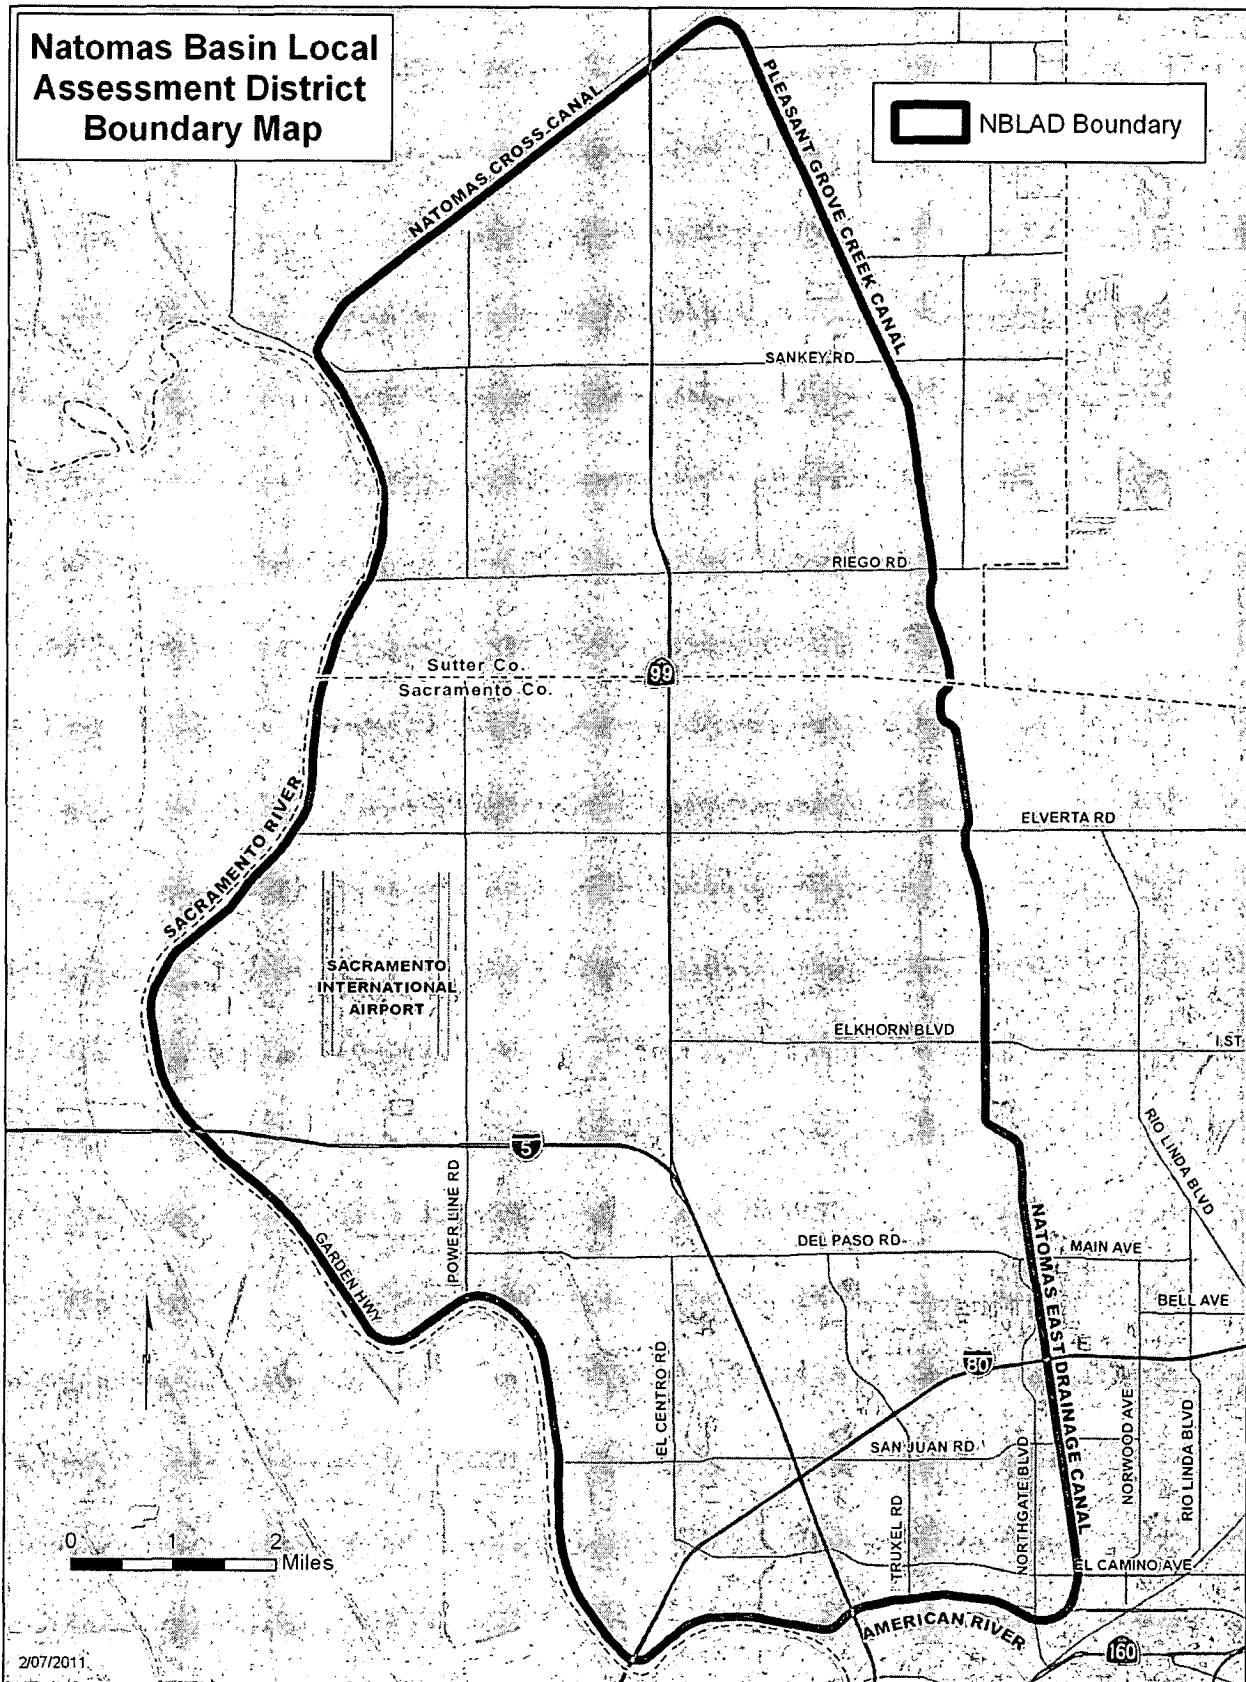 Natomas Basin Local
Assessment District
Boundary Map
NBLAD Boundary
NATOMAS CROSS CANAL
PLEASANT GROVE CREEK CANAL
SANKEY RD
RIEGO RD
Sutter Co.
Sacramento Co.
99
SACRAMENTO RIVER
ELVERTA RD
SACRAMENTO
INTERNATIONAL
AIRPORT
ELKHORN BLVD
I ST
5
RIO LINDA BLVD
POWER LINE RD
GARDEN HWY
DEL PASO RD
MAIN AVE
NATOMAS EAST DRAINAGE CANAL
BELL AVE
80
EL CENTRO RD
SAN JUAN RD
NORTHGATE BLVD
NORWOOD AVE
RIO LINDA BLVD
TRUXEL RD
EL CAMINO AVE
AMERICAN RIVER
160
0 1 2
Miles
2/07/2011